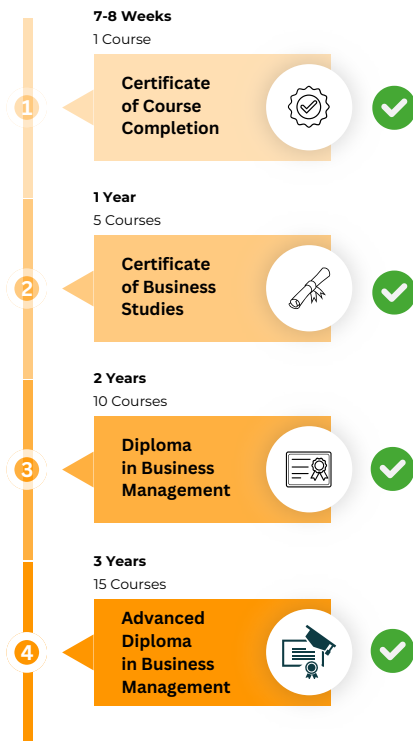 7-8 Weeks
1 Course
1
Certificate
of Course
Completion
1 Year
5 Courses
2
Certificate
of Business
Studies
2 Years
10 Courses
3
Diploma
in Business
Management
3 Years
15 Courses
4
Advanced
Diploma
in Business
Management